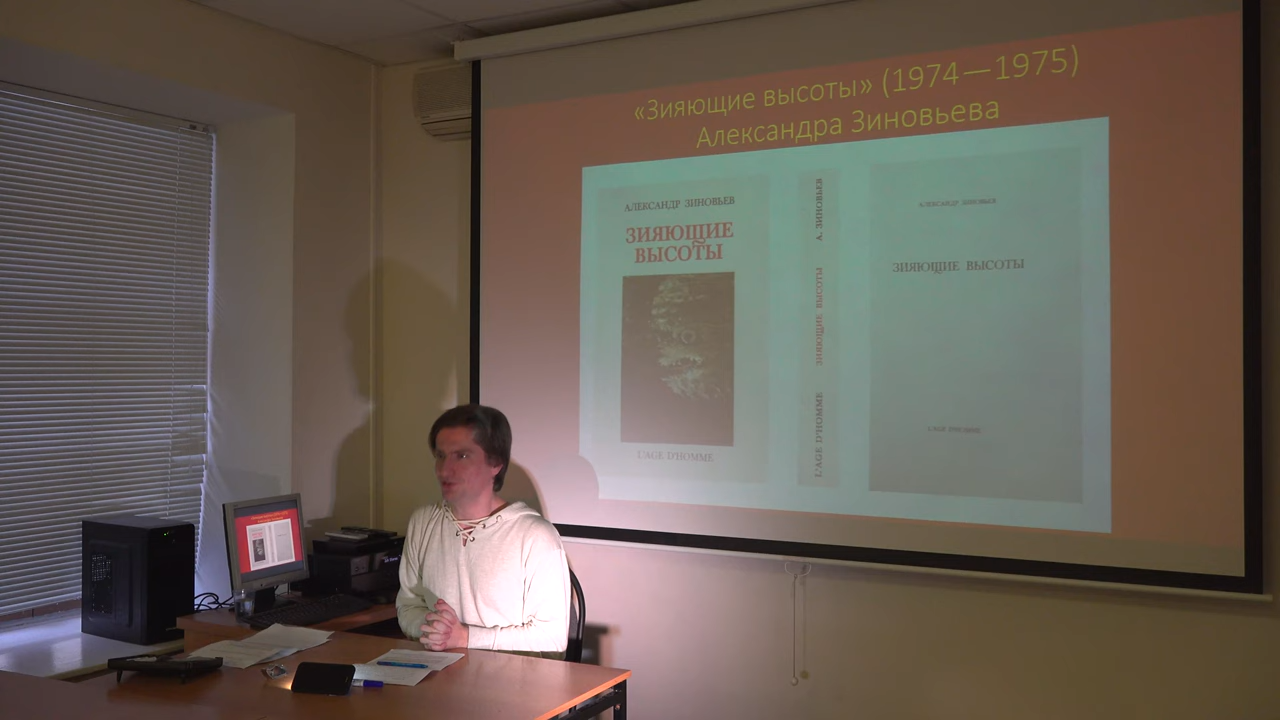 «Зияющие высоты» (1974—1975)
Александра Зиновьева
АЛЕКСАНДР ЗИНОВЬЕВ
ЗИЯЮЩИЕ
ВЫСОТЫ
L'AGE D'HOMME
А. ЗИНОВЬЕВ
ЗИЯЮЩИЕ ВЫСОТЫ
L'AGE D'HOMME
АЛЕКСАНДР ЗИНОВЬЕВ
ЗИЯЮЩИЕ ВЫСОТЫ
L'AGE D'HOMME